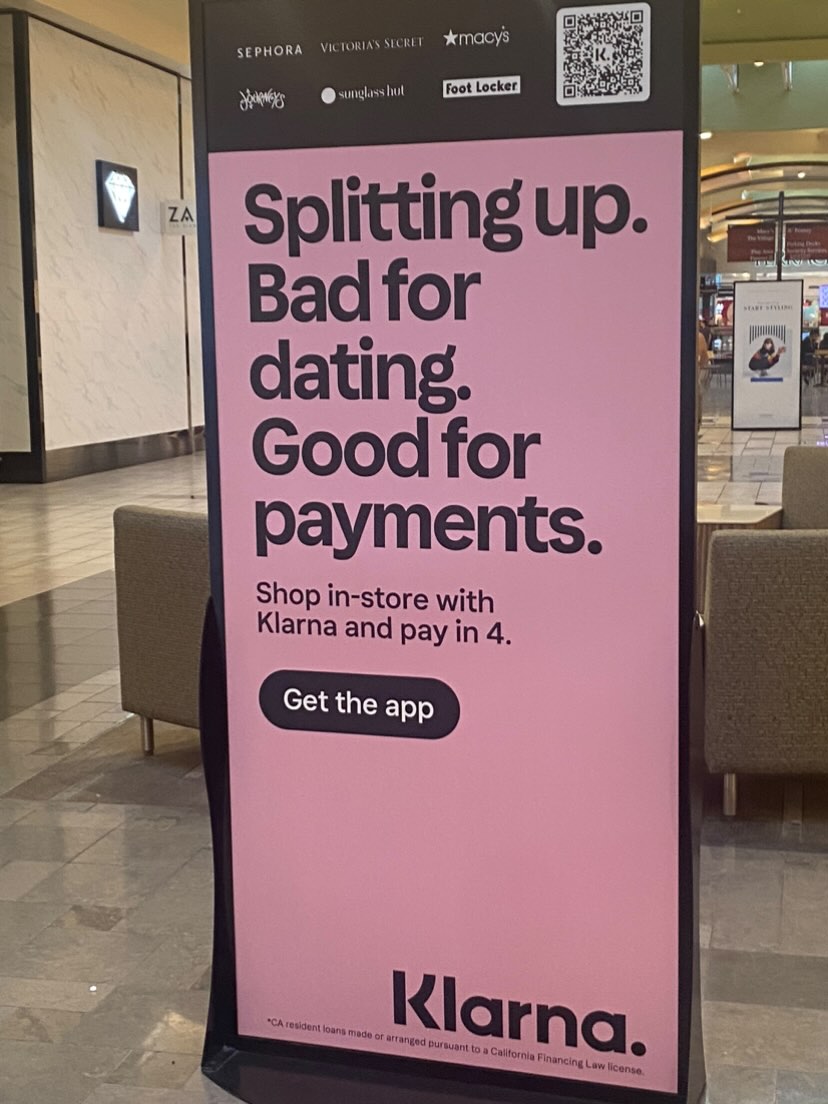 SEPHORA VICTORIA'S SECRET macy's
Journeys sunglass hut Foot Locker
K.
Splitting up.
Bad for
dating.
Good for
payments.
Shop in-store with
Klarna and pay in 4.
Get the app
Klarna.
*CA resident loans made or arranged pursuant to a California Financing Law license.
ZA
START STYLING